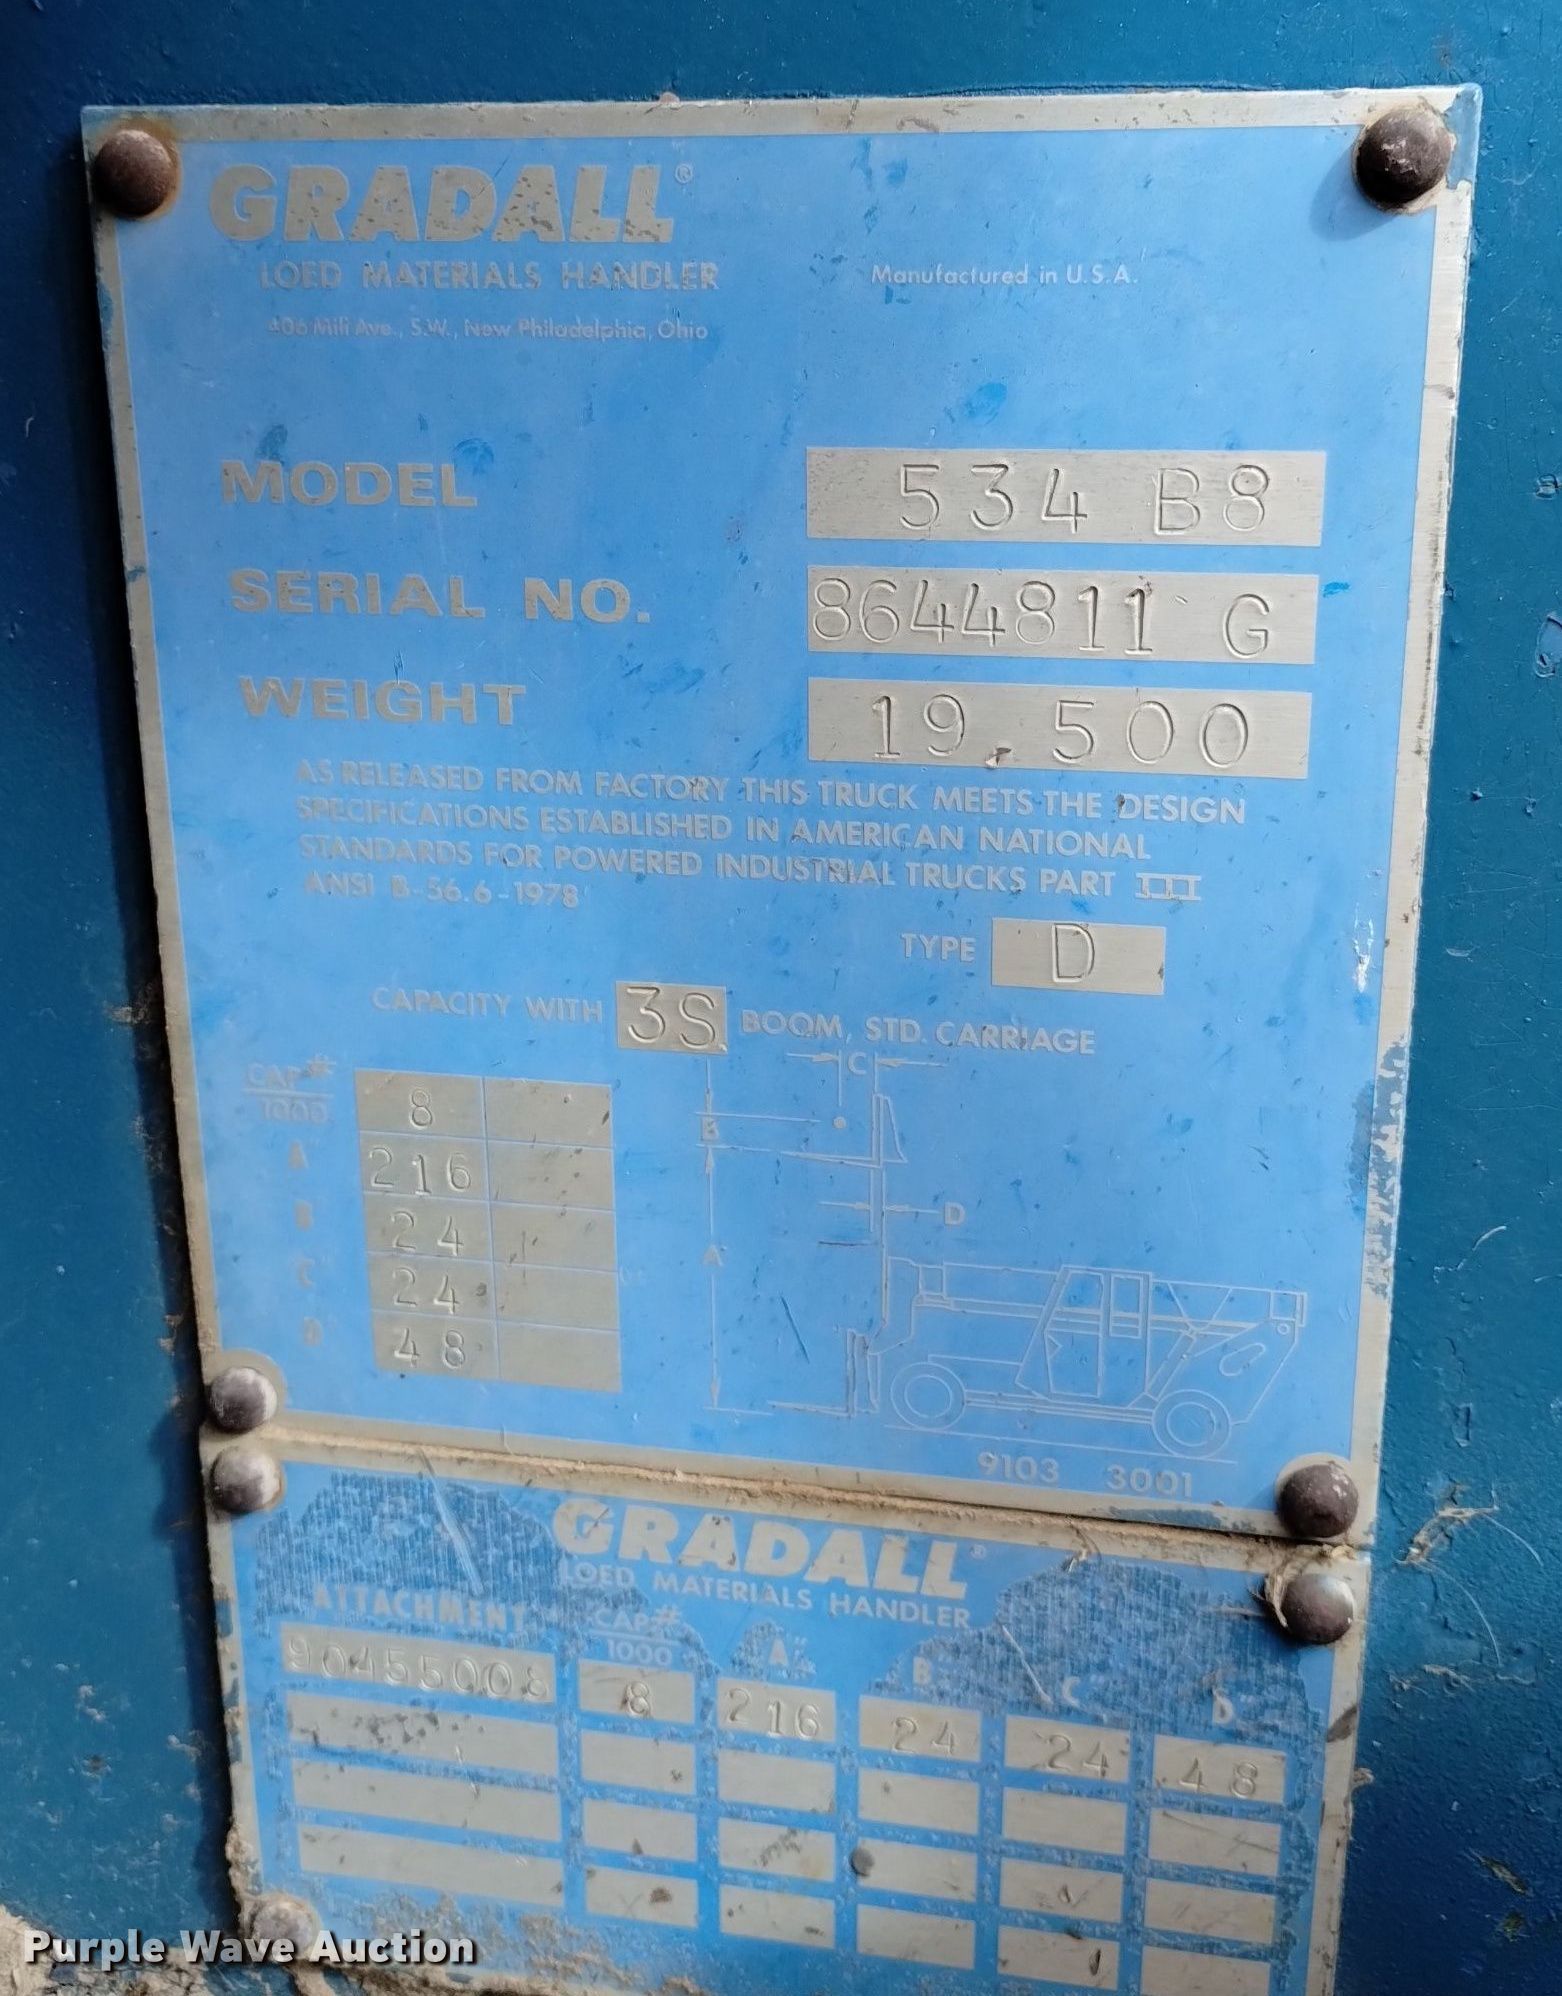 GRADALL®
LOED MATERIALS HANDLER
Manufactured in U.S.A.
406 Mill Ave., S.W., New Philadelphia, Ohio
MODEL 534 B8
SERIAL NO. 8644811 G
WEIGHT 19,500
AS RELEASED FROM FACTORY THIS TRUCK MEETS THE DESIGN
SPECIFICATIONS ESTABLISHED IN AMERICAN NATIONAL
STANDARDS FOR POWERED INDUSTRIAL TRUCKS PART III
ANSI B-56.6-1978
TYPE D
CAPACITY WITH 3S BOOM, STD. CARRIAGE
CAP#/1000 8
A" 216
B" 24
C" 24
D" 48
C
B
D
A
9103 3001
GRADALL®
LOED MATERIALS HANDLER
ATTACHMENT CAP#/1000 A" B" C" D"
90455008 8 216 24 24 48
Purple Wave Auction